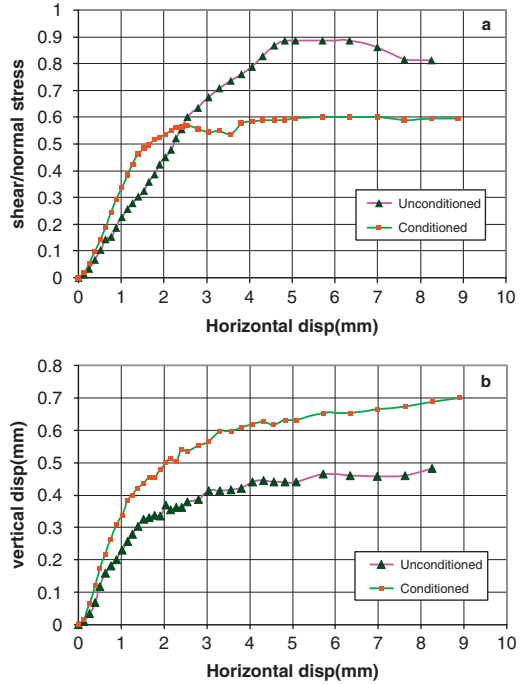 a
shear/normal stress
1
0.9
0.8
0.7
0.6
0.5
0.4
0.3
0.2
0.1
0
Unconditioned
Conditioned
0 1 2 3 4 5 6 7 8 9 10
Horizontal disp(mm)
b
vertical disp(mm)
0.8
0.7
0.6
0.5
0.4
0.3
0.2
0.1
0
Unconditioned
Conditioned
0 1 2 3 4 5 6 7 8 9 10
Horizontal disp(mm)